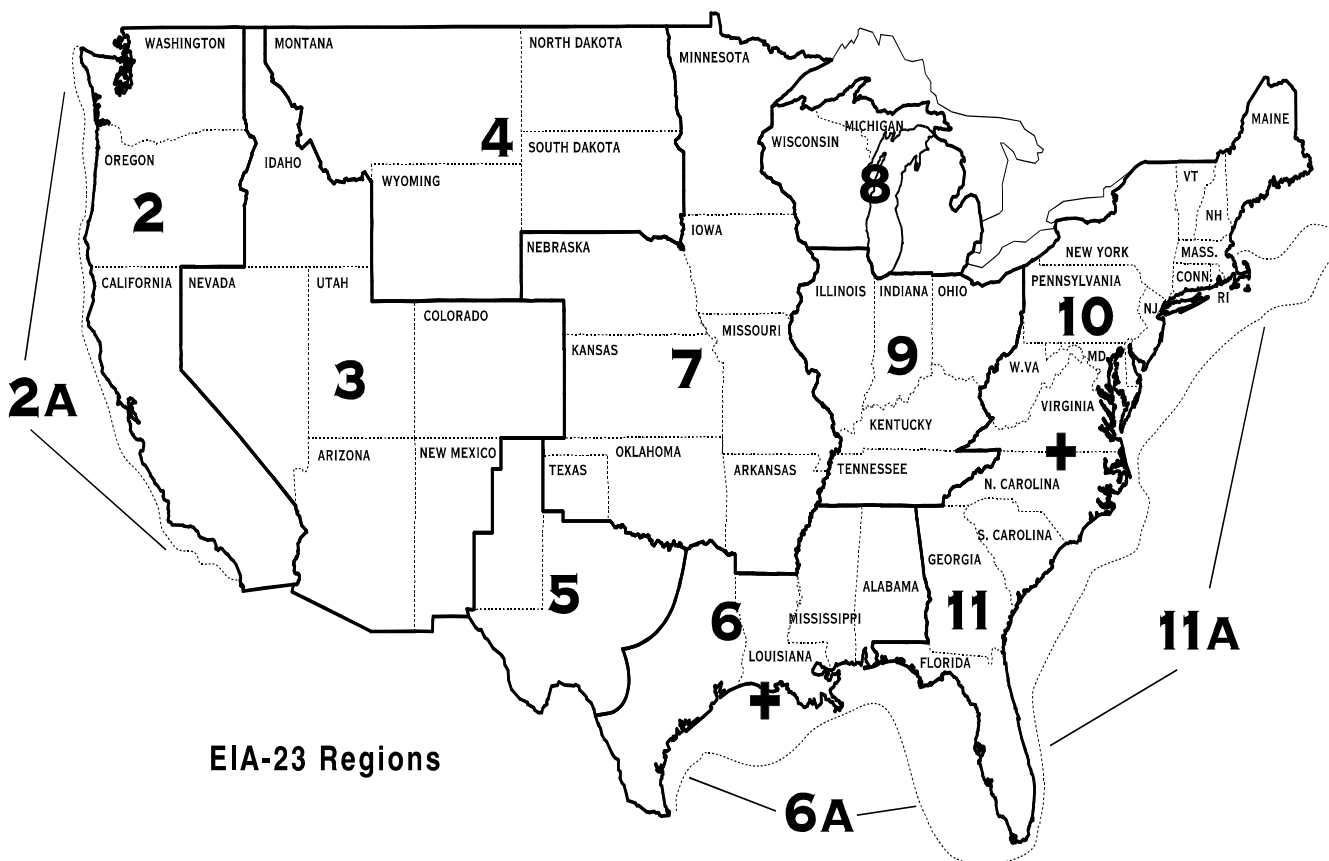 WASHINGTON
MONTANA
NORTH DAKOTA
MINNESOTA
MAINE
MICHIGAN
WISCONSIN
4
SOUTH DAKOTA
OREGON
IDAHO
WYOMING
VT
8
2
NH
IOWA
NEBRASKA
NEW YORK
MASS.
CONN
CALIFORNIA
NEVADA
UTAH
ILLINOIS
INDIANA
OHIO
PENNSYLVANIA
RI
NJ
COLORADO
10
MISSOURI
KANSAS
9
MD.
W.VA
7
3
2A
VIRGINIA
KENTUCKY
ARIZONA
NEW MEXICO
OKLAHOMA
TEXAS
ARKANSAS
TENNESSEE
N. CAROLINA
S. CAROLINA
GEORGIA
ALABAMA
5
11
6
MISSISSIPPI
11A
LOUISIANA
FLORIDA
EIA-23 Regions
6A